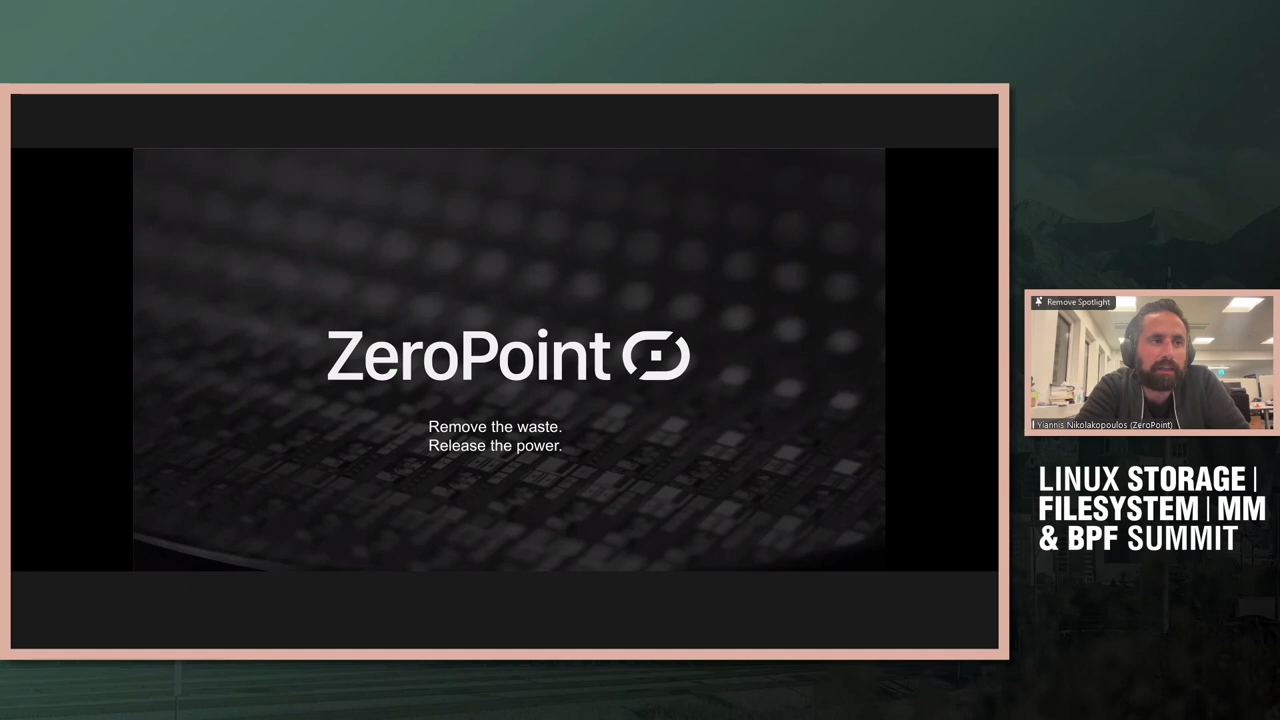 ZeroPoint
Remove the waste.
Release the power.
Remove Spotlight
Yiannis Nikolakopoulos (ZeroPoint)
LINUX STORAGE |
FILESYSTEM | MM
& BPF SUMMIT